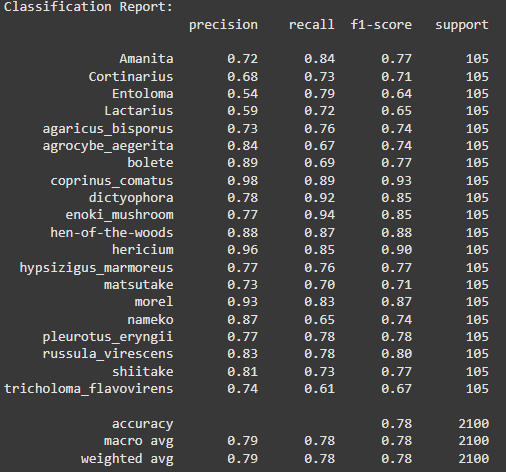 Classification Report:
precision recall f1-score support
Amanita 0.72 0.84 0.77 105
Cortinarius 0.68 0.73 0.71 105
Entoloma 0.54 0.79 0.64 105
Lactarius 0.59 0.72 0.65 105
agaricus_bisporus 0.73 0.76 0.74 105
agrocybe_aegerita 0.84 0.67 0.74 105
bolete 0.89 0.69 0.77 105
coprinus_comatus 0.98 0.89 0.93 105
dictyophora 0.78 0.92 0.85 105
enoki_mushroom 0.77 0.94 0.85 105
hen-of-the-woods 0.88 0.87 0.88 105
hericium 0.96 0.85 0.90 105
hypsizigus_marmoreus 0.77 0.76 0.77 105
matsutake 0.73 0.70 0.71 105
morel 0.93 0.83 0.87 105
nameko 0.87 0.65 0.74 105
pleurotus_eryngii 0.77 0.78 0.78 105
russula_virescens 0.83 0.78 0.80 105
shiitake 0.81 0.73 0.77 105
tricholoma_flavovirens 0.74 0.61 0.67 105
accuracy 0.78 2100
macro avg 0.79 0.78 0.78 2100
weighted avg 0.79 0.78 0.78 2100